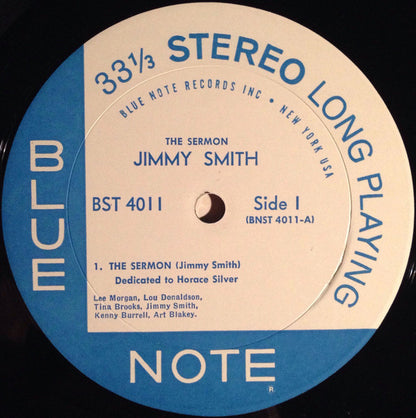 33 1/3 STEREO LONG PLAYING
BLUE NOTE RECORDS INC • NEW YORK USA
THE SERMON
JIMMY SMITH
BST 4011
Side 1
(BNST 4011-A)
1. THE SERMON (Jimmy Smith)
Dedicated to Horace Silver
Lee Morgan, Lou Donaldson,
Tina Brooks, Jimmy Smith,
Kenny Burrell, Art Blakey.
BLUE
NOTE
R.